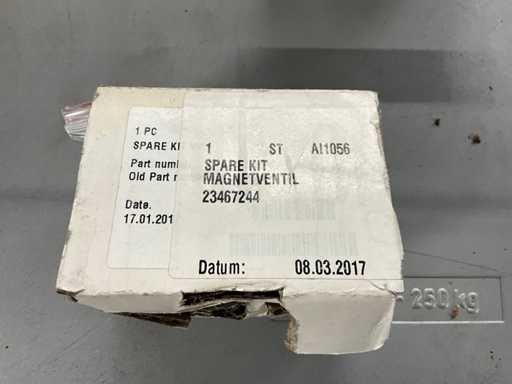 1 PC
SPARE KI
Part numb
Old Part n
Date.
17.01.201
1 ST AI1056
SPARE KIT
MAGNETVENTIL
23467244
Datum: 08.03.2017
250 kg